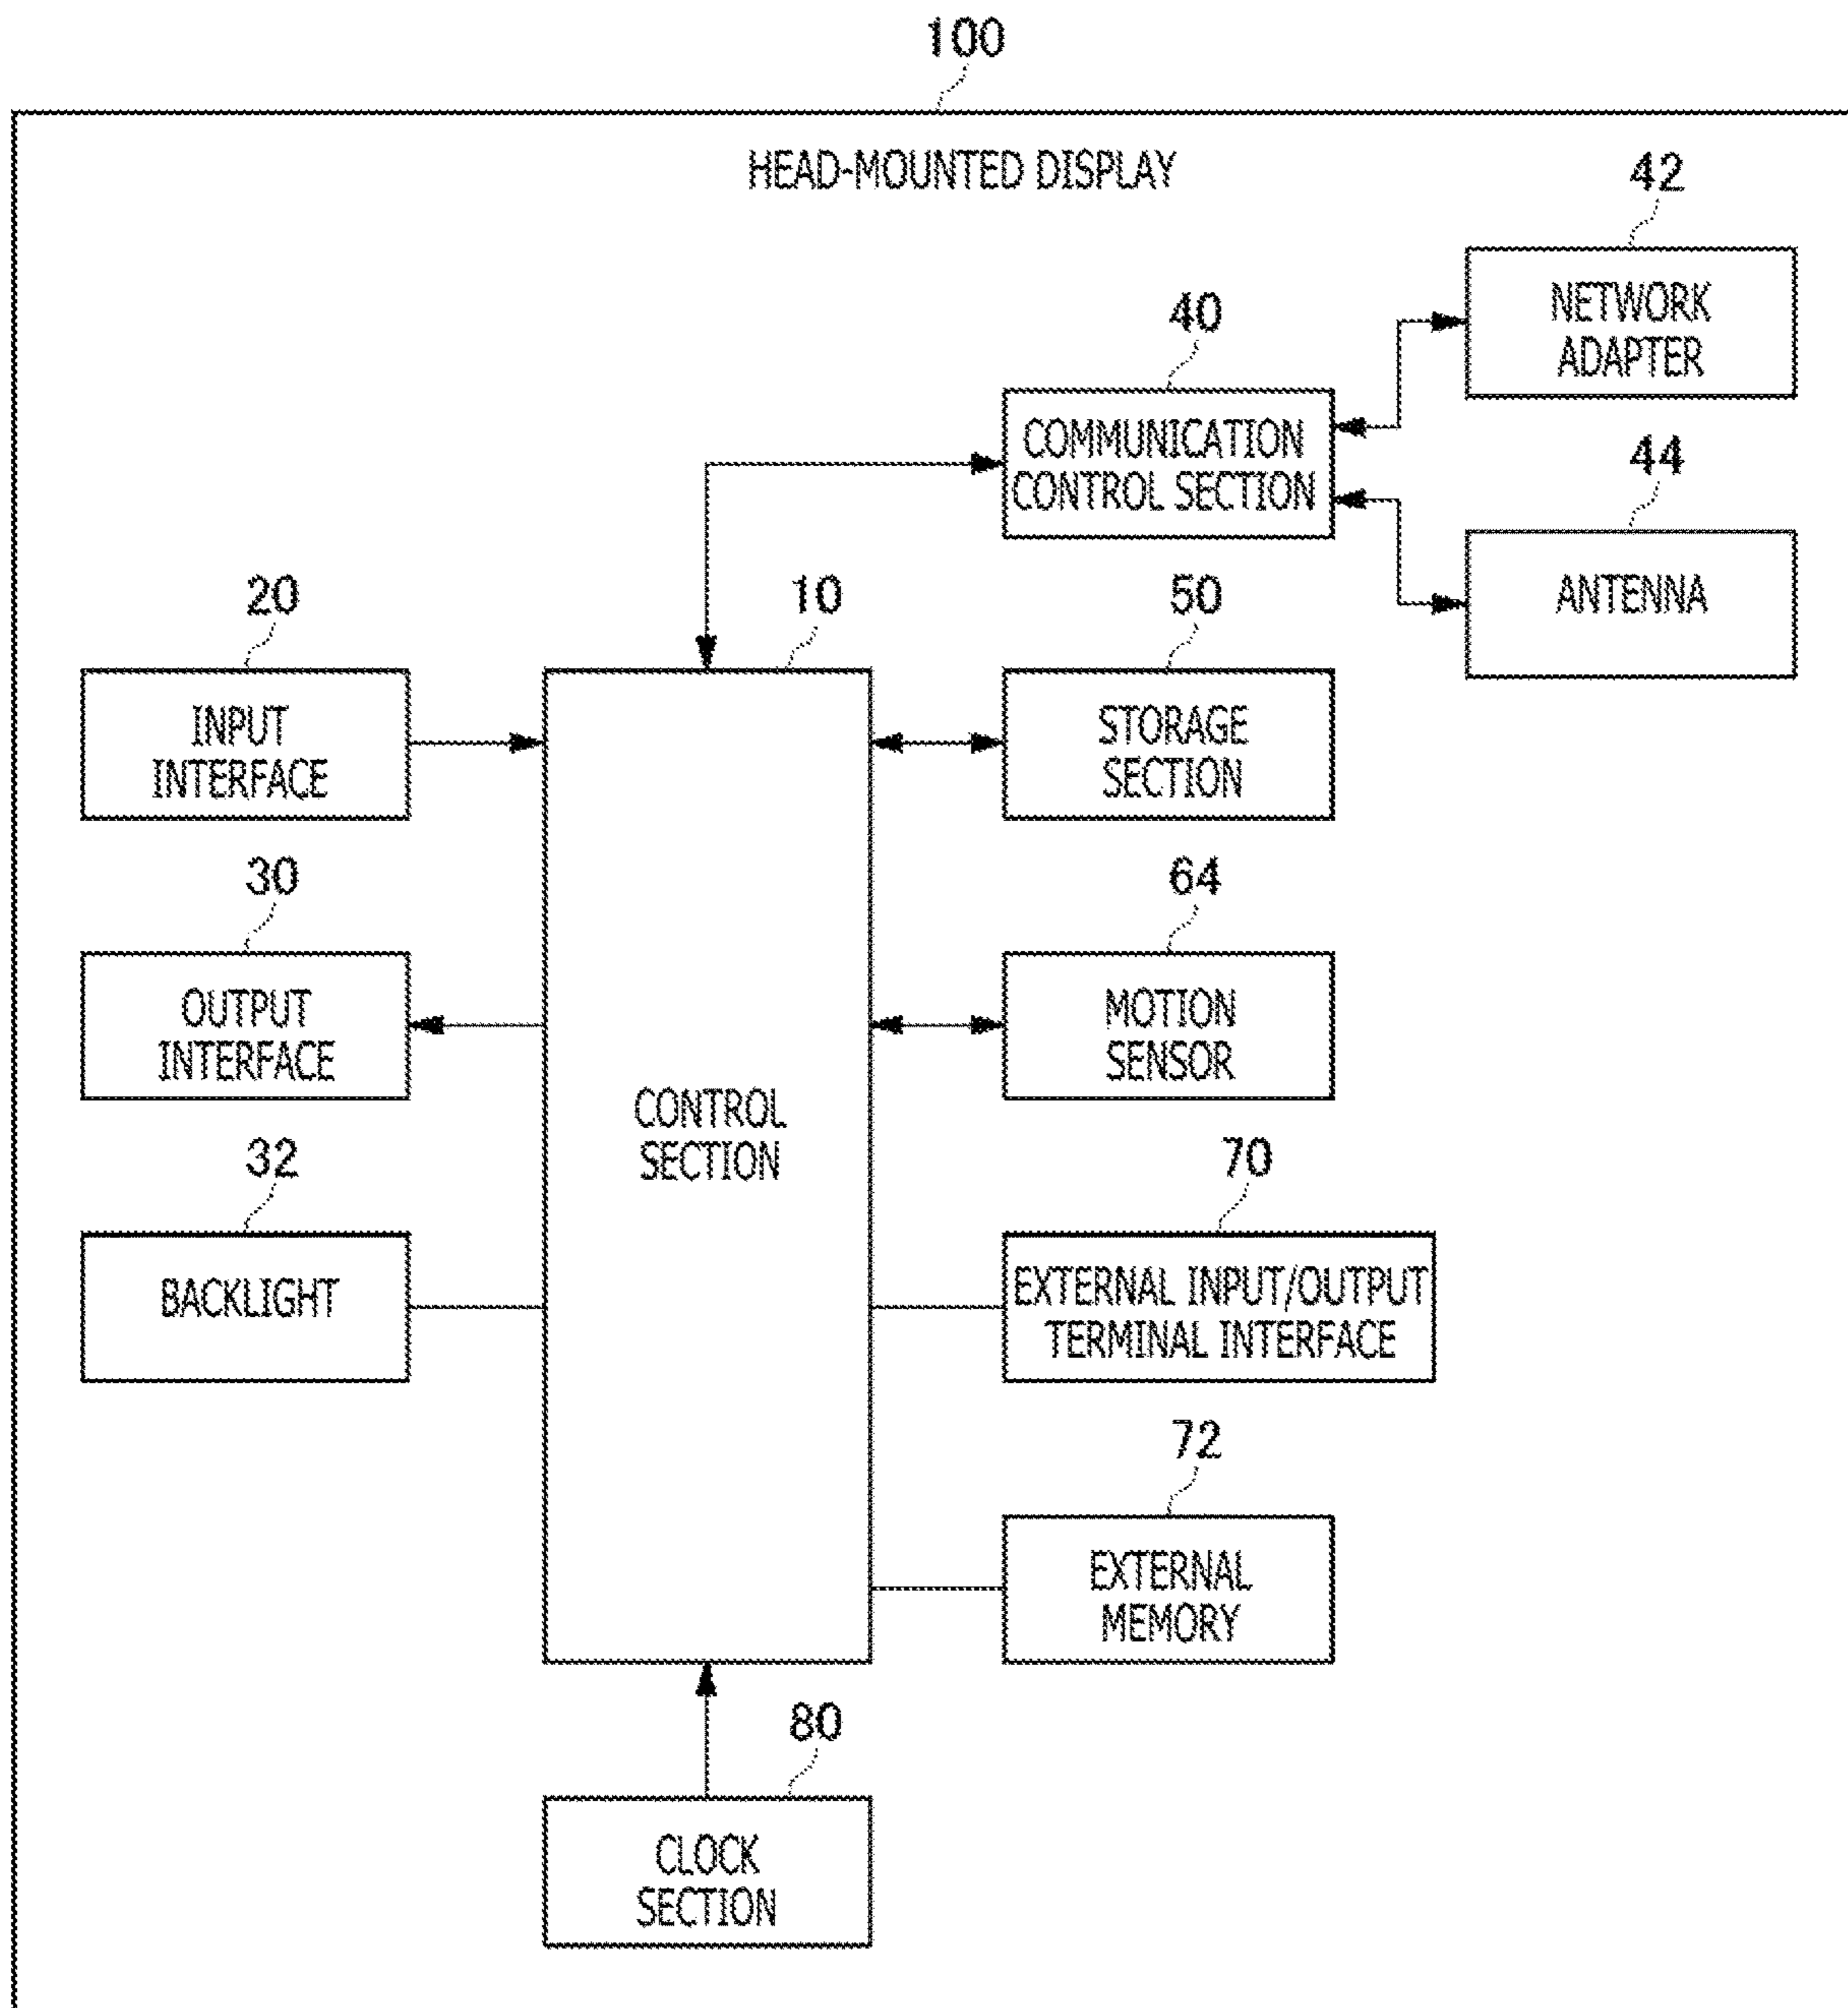 100
HEAD-MOUNTED DISPLAY
42
NETWORK
ADAPTER
40
COMMUNICATION
CONTROL SECTION
44
ANTENNA
20
INPUT
INTERFACE
10
CONTROL
SECTION
50
STORAGE
SECTION
30
OUTPUT
INTERFACE
64
MOTION
SENSOR
32
BACKLIGHT
70
EXTERNAL INPUT/OUTPUT
TERMINAL INTERFACE
72
EXTERNAL
MEMORY
80
CLOCK
SECTION